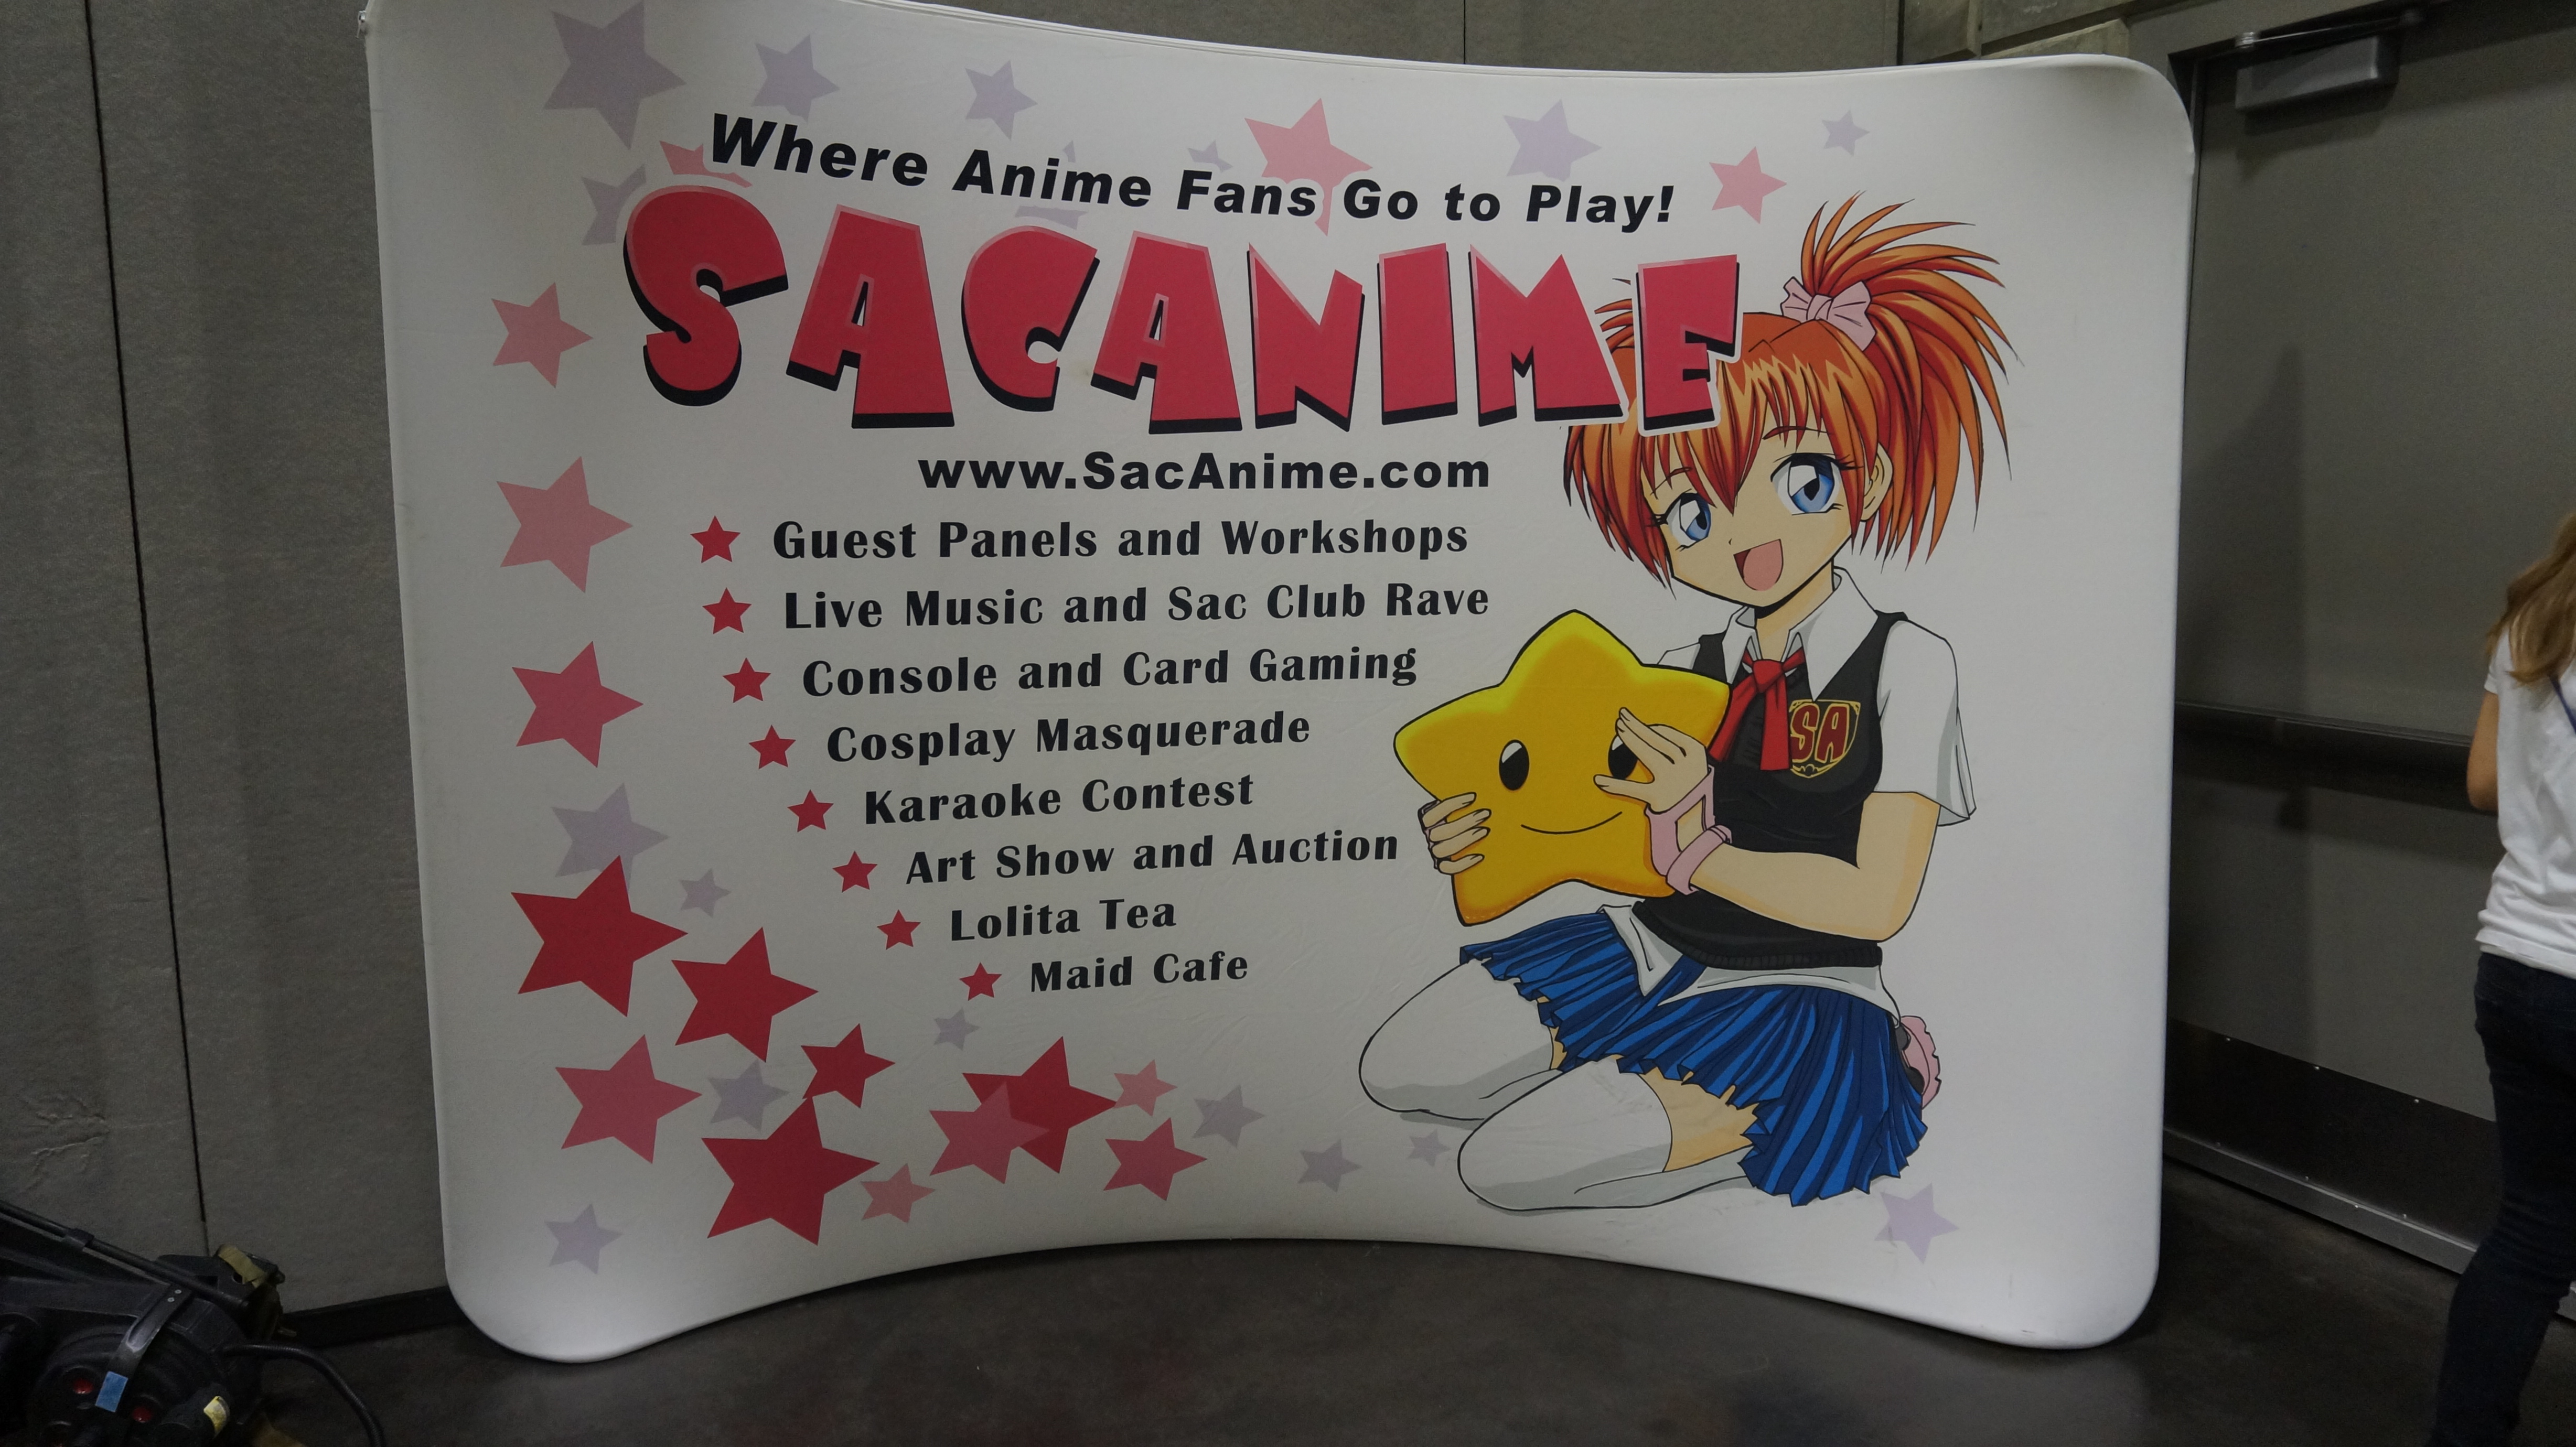 Where Anime Fans Go to Play!
SACANIME
www.SacAnime.com
Guest Panels and Workshops
Live Music and Sac Club Rave
Console and Card Gaming
Cosplay Masquerade
Karaoke Contest
Art Show and Auction
Lolita Tea
Maid Cafe
SA